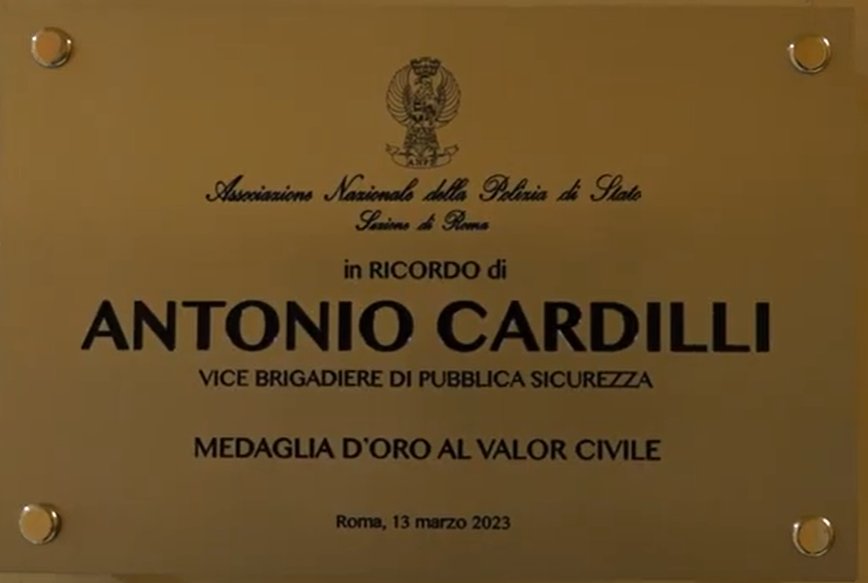 A.N.P.S.
Associazione Nazionale della Polizia di Stato
Sezione di Roma
in RICORDO di
ANTONIO CARDILLI
VICE BRIGADIERE DI PUBBLICA SICUREZZA
MEDAGLIA D'ORO AL VALOR CIVILE
Roma, 13 marzo 2023